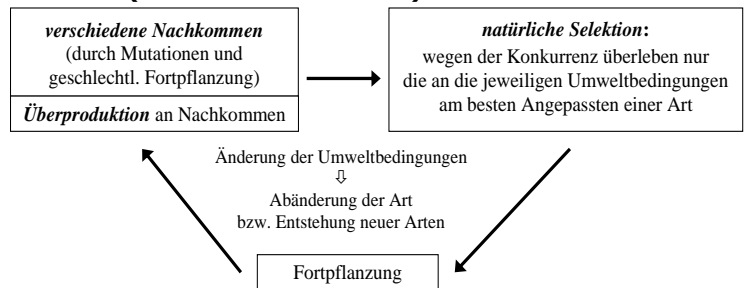 verschiedene Nachkommen
(durch Mutationen und
geschlechtl. Fortpflanzung)
Überproduktion an Nachkommen
natürliche Selektion:
wegen der Konkurrenz überleben nur
die an die jeweiligen Umweltbedingungen
am besten Angepassten einer Art
Änderung der Umweltbedingungen
⇩
Abänderung der Art
bzw. Entstehung neuer Arten
Fortpflanzung